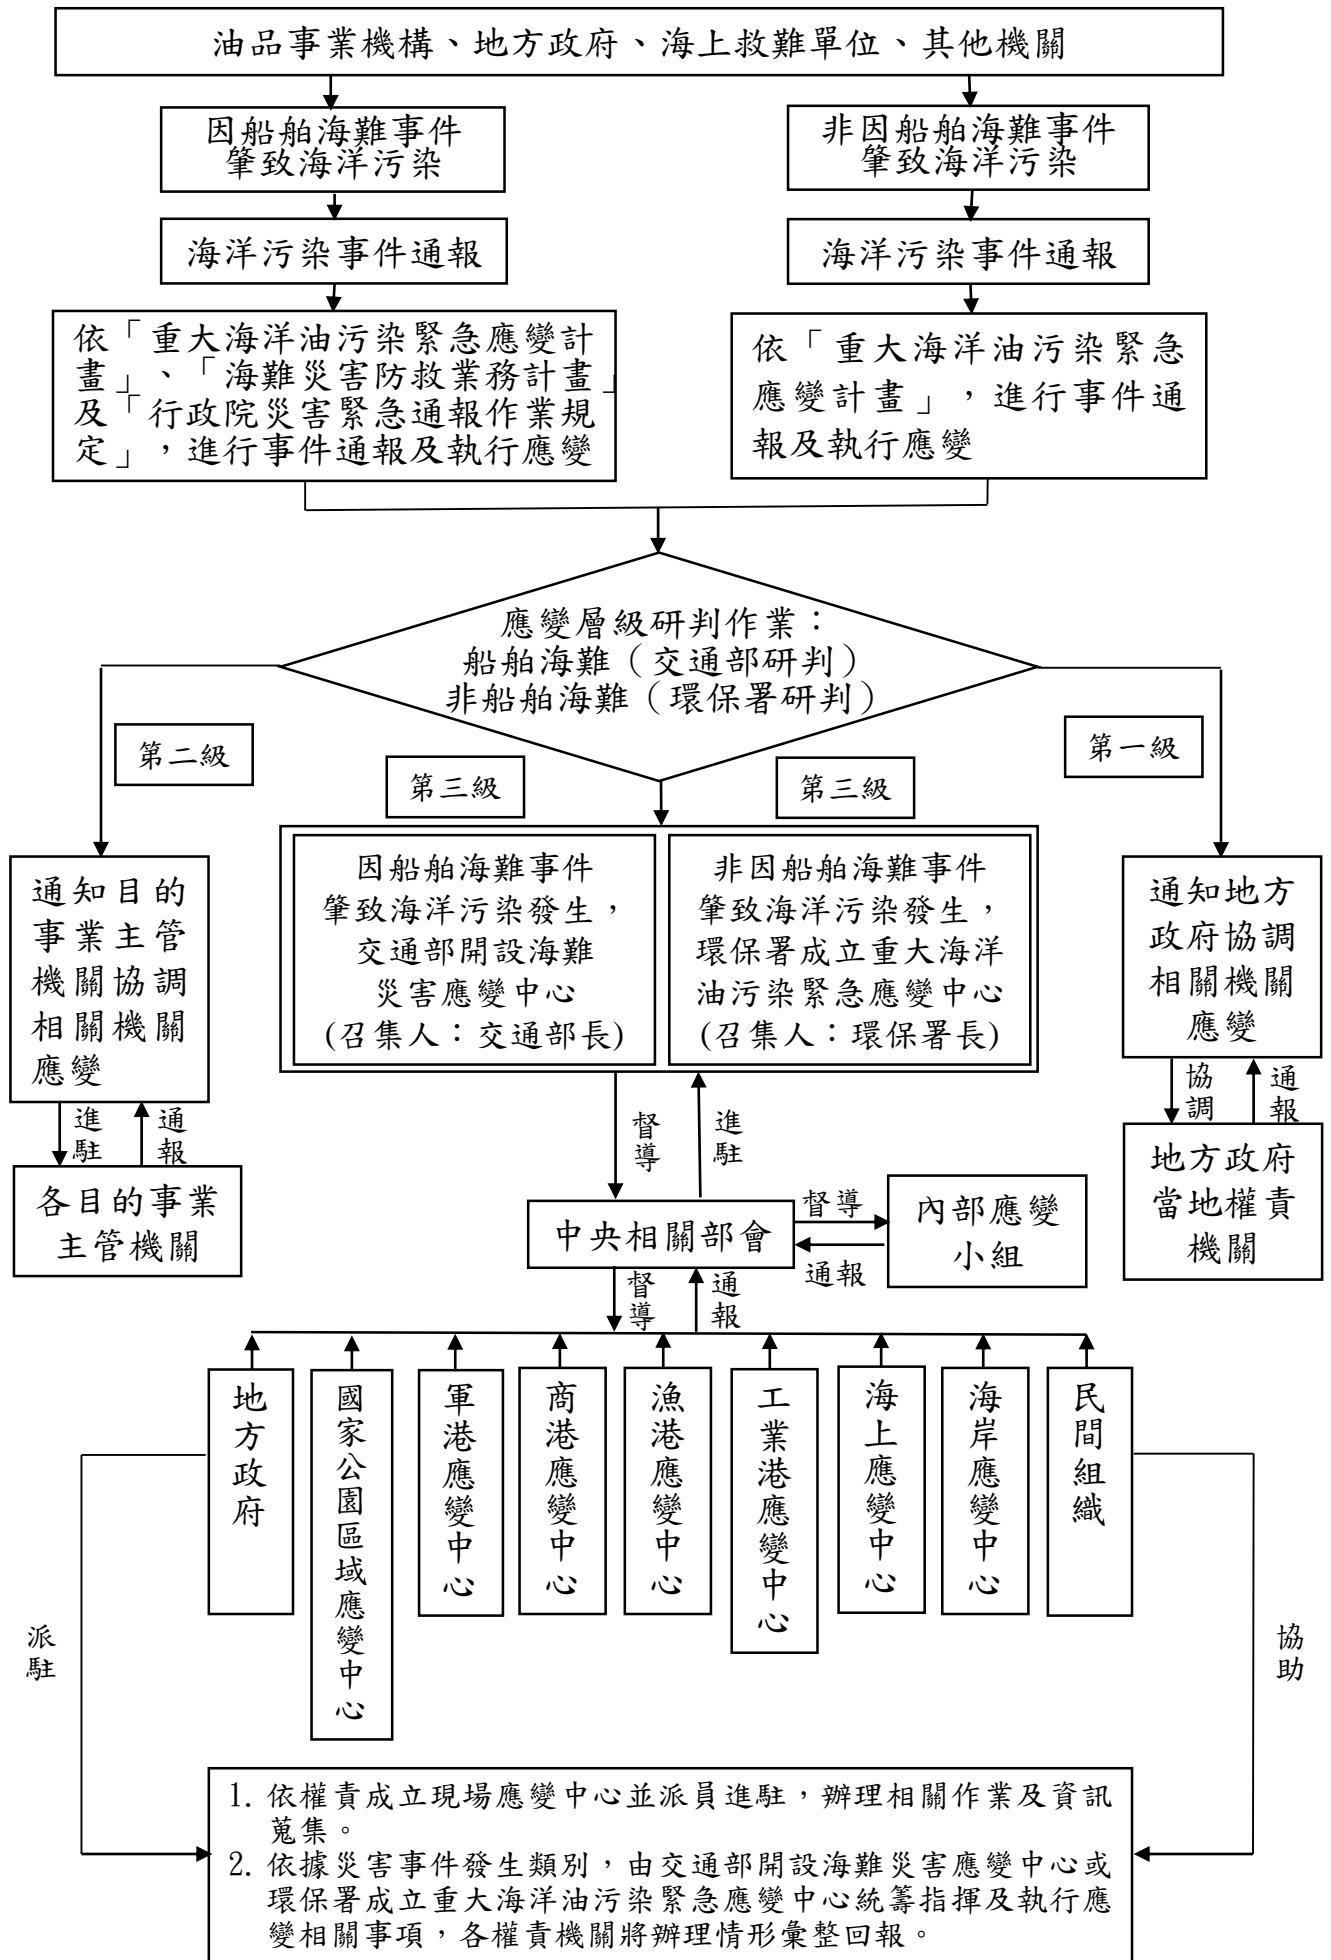 油品事業機構、地方政府、海上救難單位、其他機關
因船舶海難事件
肇致海洋污染
非因船舶海難事件
肇致海洋污染
海洋污染事件通報
海洋污染事件通報
依「重大海洋油污染緊急應變計
畫」、「海難災害防救業務計畫」
及「行政院災害緊急通報作業規
定」，進行事件通報及執行應變
依「重大海洋油污染緊急
應變計畫」，進行事件通
報及執行應變
應變層級研判作業：
船舶海難（交通部研判）
非船舶海難（環保署研判）
第二級
第三級
第三級
第一級
通知目的
事業主管
機關協調
相關機關
應變
因船舶海難事件
肇致海洋污染發生，
交通部開設海難
災害應變中心
(召集人：交通部長)
非因船舶海難事件
肇致海洋污染發生，
環保署成立重大海洋
油污染緊急應變中心
(召集人：環保署長)
通知地方
政府協調
相關機關
應變
進駐
通報
督導
進駐
協調
通報
各目的事業
主管機關
中央相關部會
督導
通報
內部應變
小組
地方政府
當地權責
機關
督導
通報
地方政府
國家公園區域應變中心
軍港應變中心
商港應變中心
漁港應變中心
工業港應變中心
海上應變中心
海岸應變中心
民間組織
派駐
協助
1. 依權責成立現場應變中心並派員進駐，辦理相關作業及資訊
蒐集。
2. 依據災害事件發生類別，由交通部開設海難災害應變中心或
環保署成立重大海洋油污染緊急應變中心統籌指揮及執行應
變相關事項，各權責機關將辦理情形彙整回報。